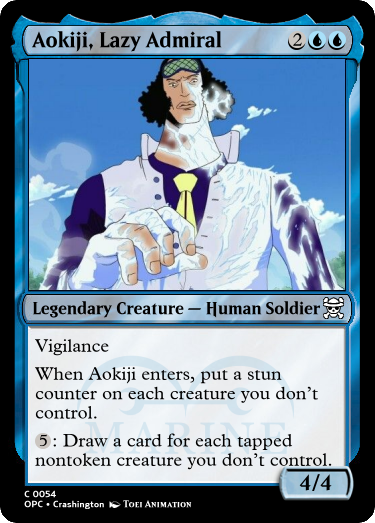 Aokiji, Lazy Admiral 2
Legendary Creature — Human Soldier
Vigilance
When Aokiji enters, put a stun
counter on each creature you don't
control.
5: Draw a card for each tapped
nontoken creature you don't control.
MARINE
4/4
C 0054
OPC • Crashington Toei Animation